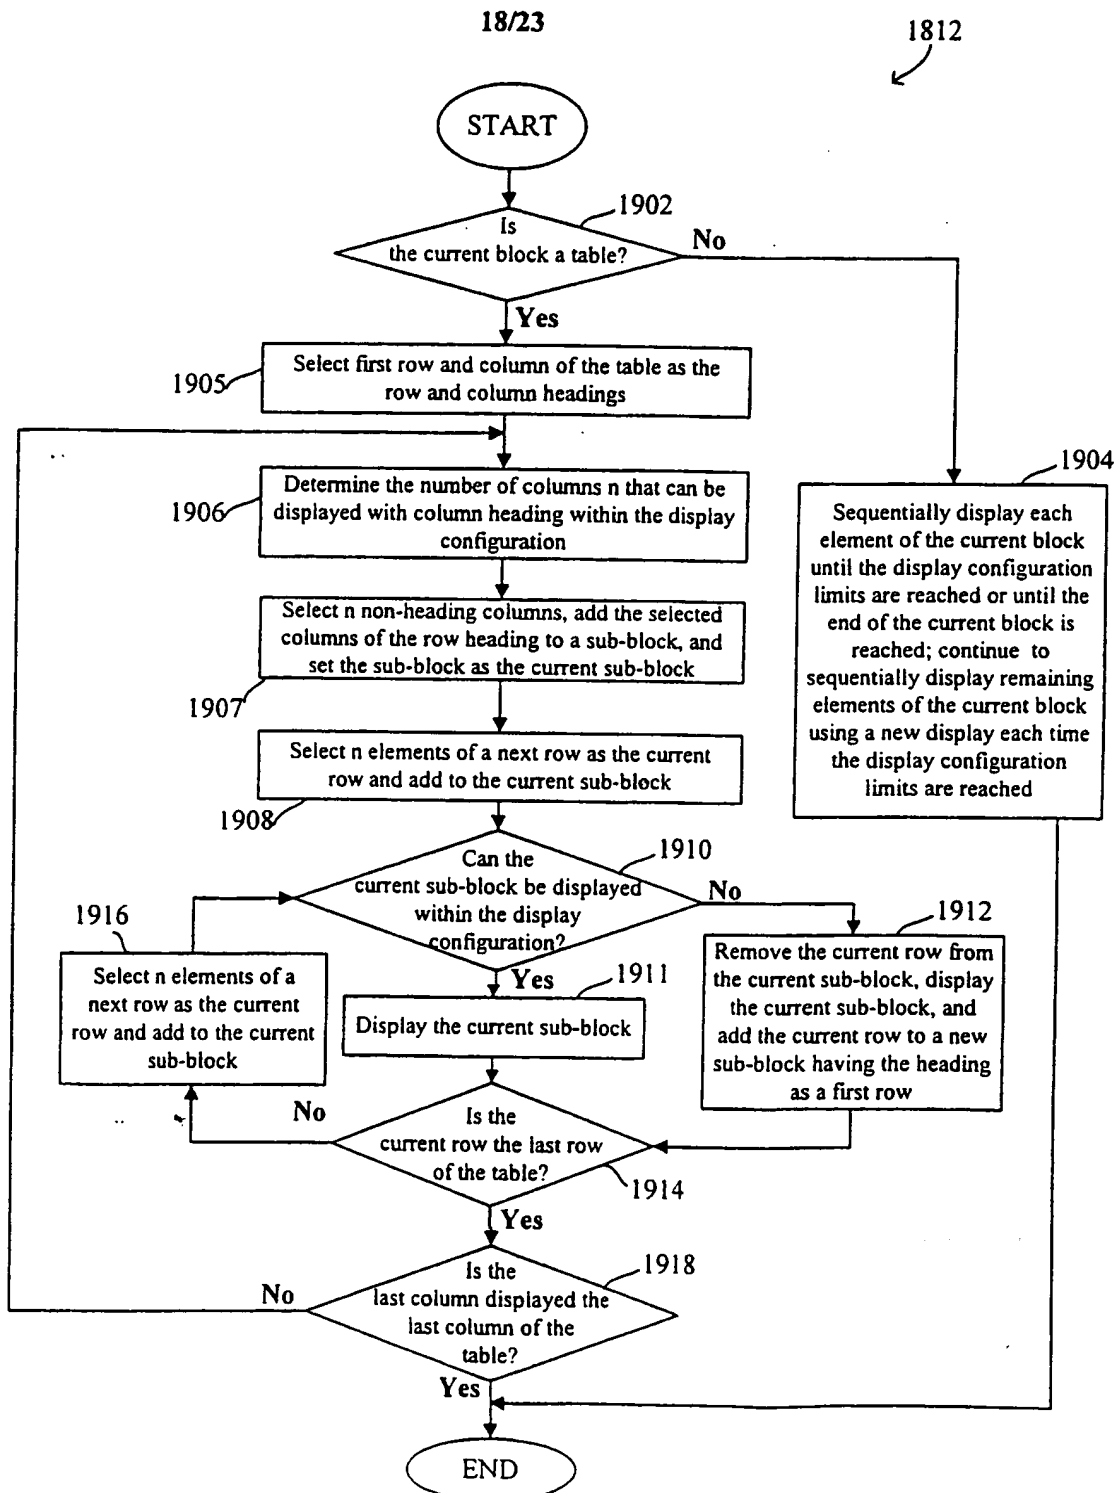 18/23
1812
START
1902
Is
the current block a table?
No
Yes
1905
Select first row and column of the table as the
row and column headings
1904
1906
Determine the number of columns n that can be
displayed with column heading within the display
configuration
Sequentially display each
element of the current block
until the display configuration
limits are reached or until the
end of the current block is
reached; continue to
sequentially display remaining
elements of the current block
using a new display each time
the display configuration
limits are reached
Select n non-heading columns, add the selected
columns of the row heading to a sub-block, and
set the sub-block as the current sub-block
1907
Select n elements of a next row as the current
row and add to the current sub-block
1908
1910
Can the
current sub-block be displayed
within the display
configuration?
No
Yes
1916
Select n elements of a
next row as the current
row and add to the current
sub-block
1911
Display the current sub-block
1912
Remove the current row from
the current sub-block, display
the current sub-block, and
add the current row to a new
sub-block having the heading
as a first row
No
Is the
current row the last row
of the table?
1914
Yes
1918
Is the
last column displayed the
last column of the
table?
No
Yes
END